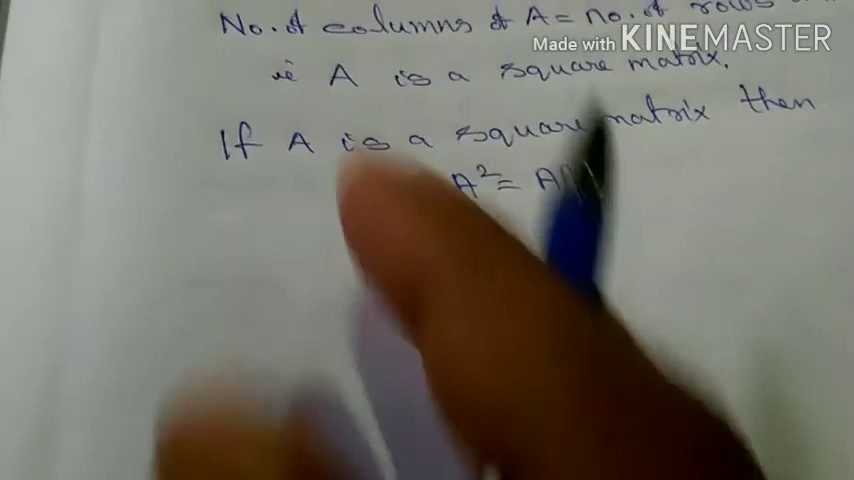 No. of columns of A = no. of rows
Made with KINEMASTER
ie A is a square matrix.
If A is a square matrix then
A² = A